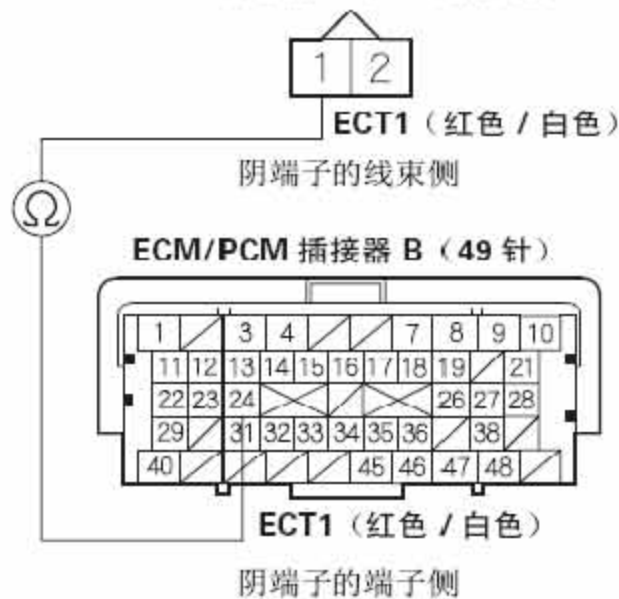 1 2
ECT1（红色 / 白色）
阴端子的线束侧
Ω
ECM/PCM 插接器 B（49 针）
1 3 4 7 8 9 10
11 12 13 14 15 16 17 18 19 21
22 23 24 26 27 28
29 31 32 33 34 35 36 38
40 45 46 47 48
ECT1（红色 / 白色）
阴端子的端子侧